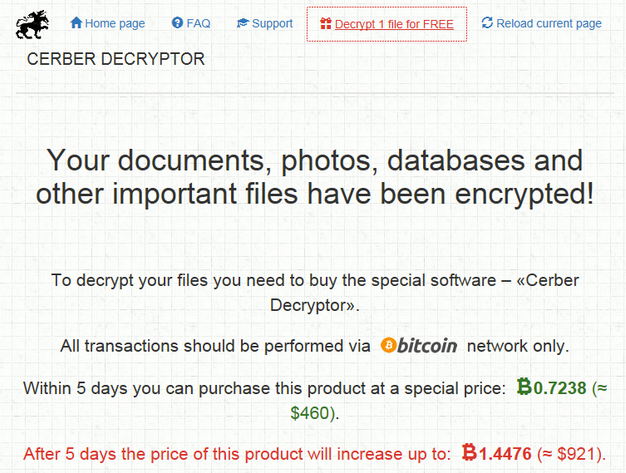 Home page FAQ Support Decrypt 1 file for FREE Reload current page
CERBER DECRYPTOR
Your documents, photos, databases and
other important files have been encrypted!
To decrypt your files you need to buy the special software – «Cerber
Decryptor».
All transactions should be performed via bitcoin network only.
Within 5 days you can purchase this product at a special price: ₿0.7238 (≈
$460).
After 5 days the price of this product will increase up to: ₿1.4476 (≈ $921).